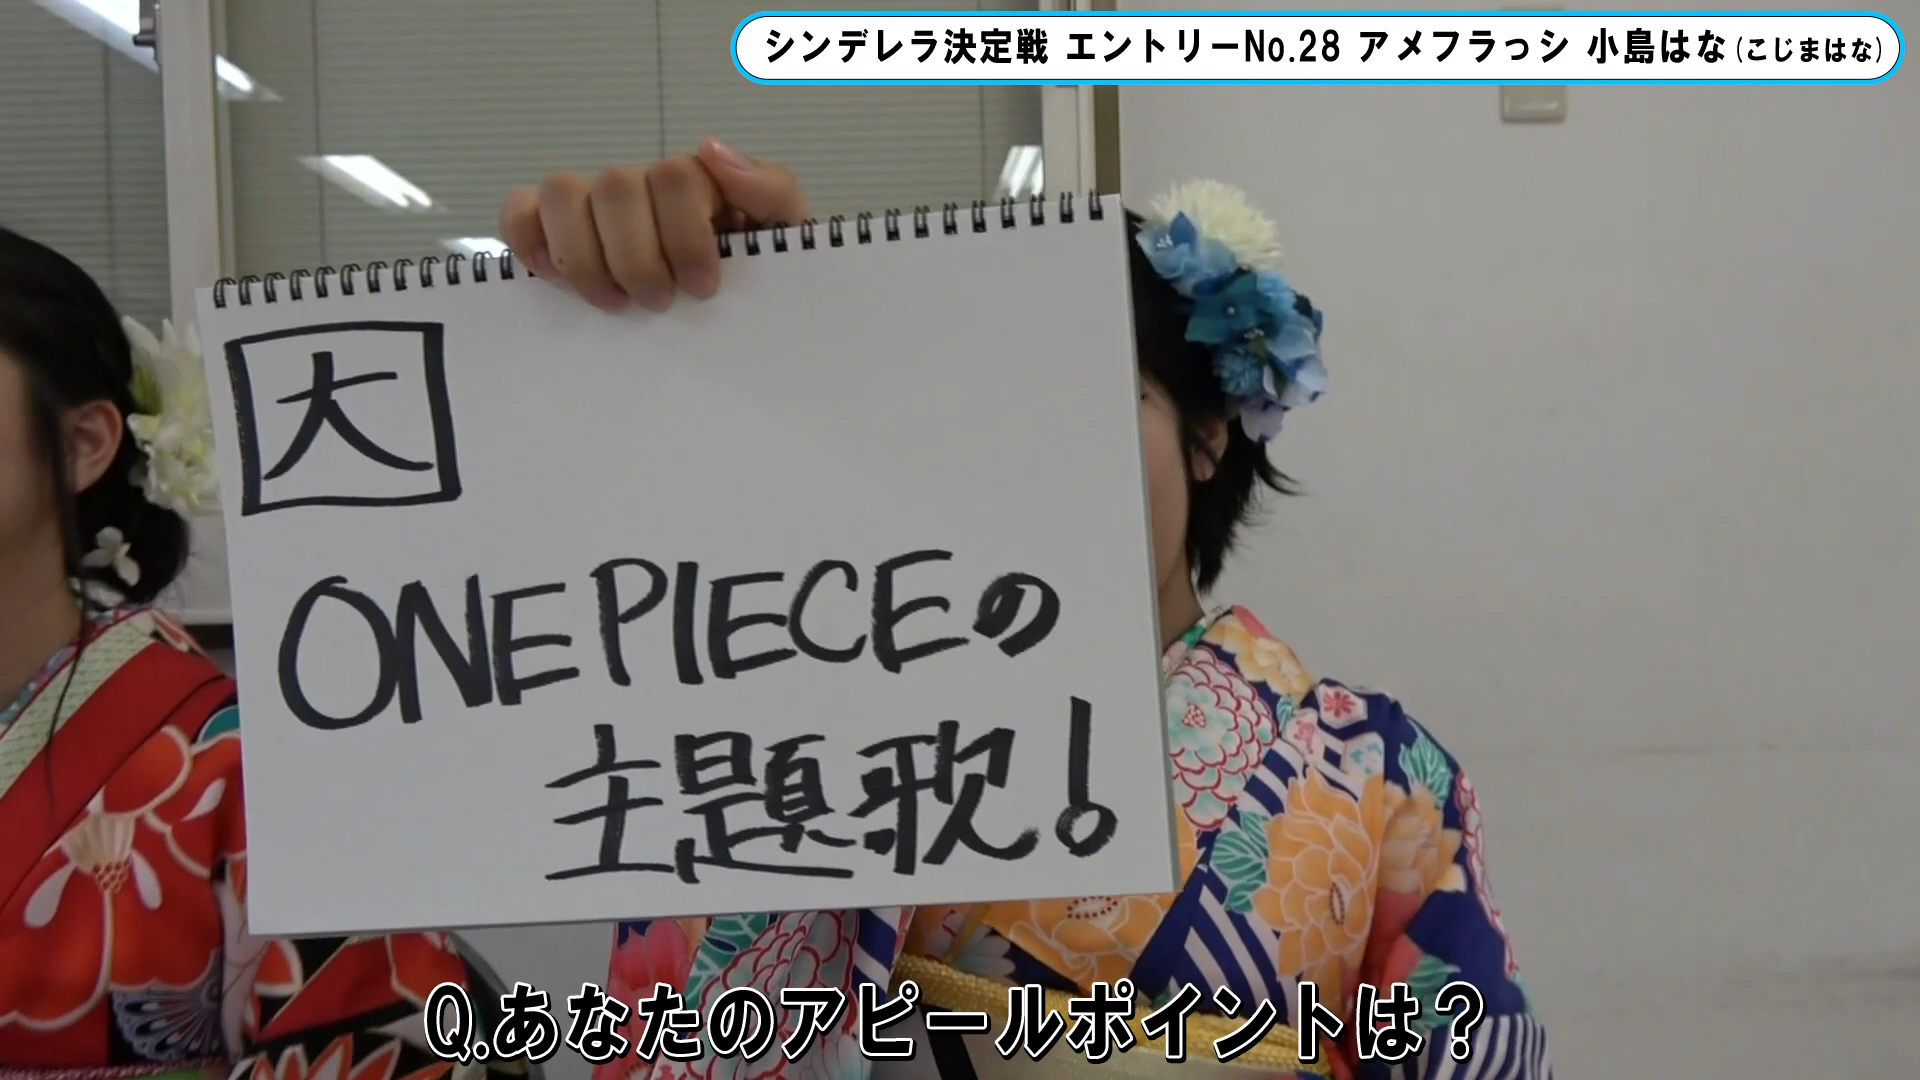 シンデレラ決定戦 エントリーNo.28 アメフラっシ 小島はな(こじまはな)
大
ONE PIECEの
主題歌!
Q.あなたのアピールポイントは?